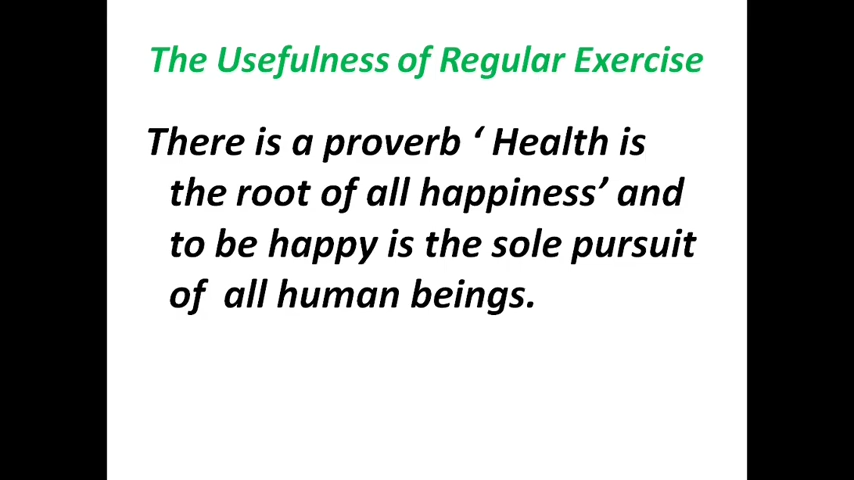 The Usefulness of Regular Exercise
There is a proverb ‘ Health is
the root of all happiness’ and
to be happy is the sole pursuit
of  all human beings.